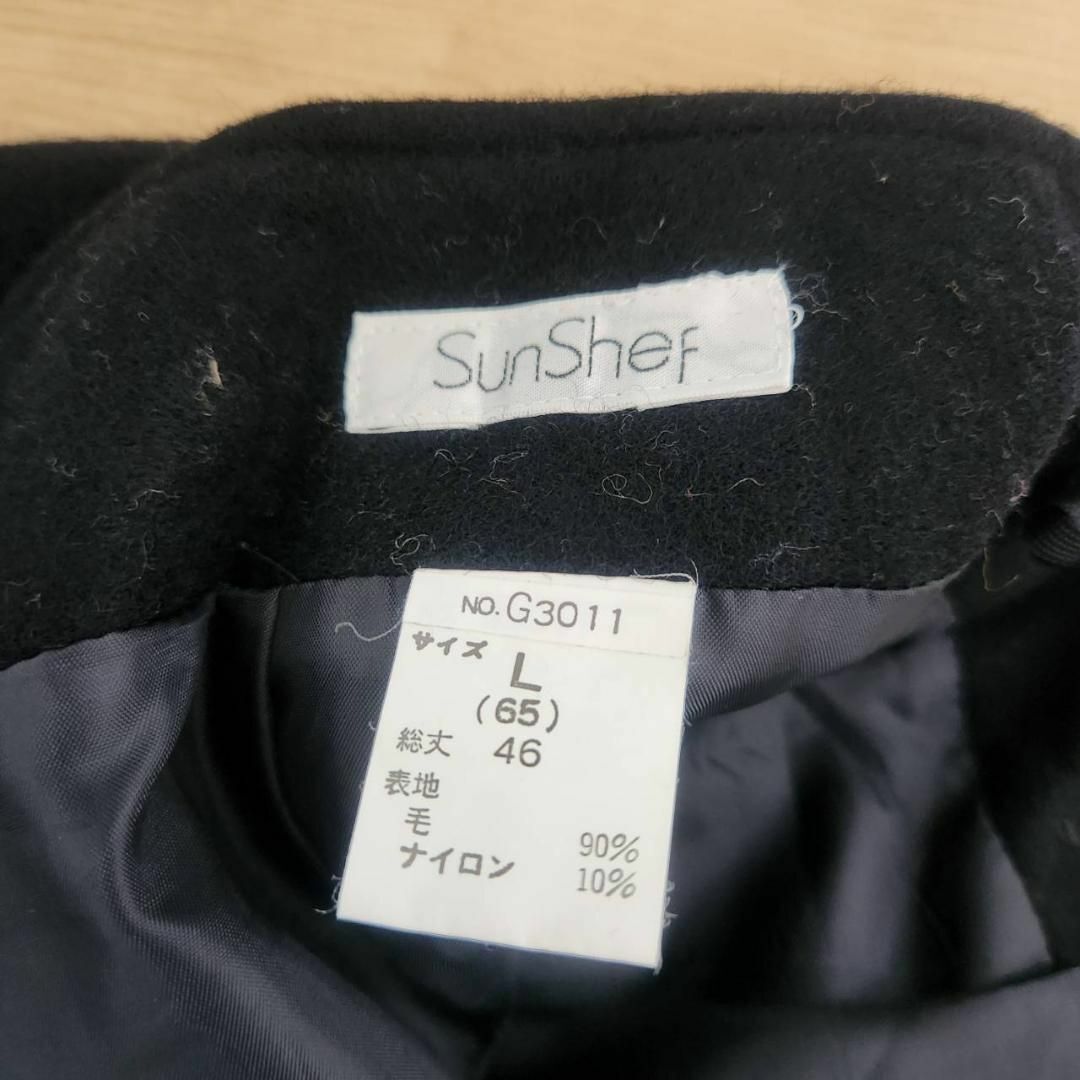 SunShef
NO. G3011
サイズ
L
(65)
総丈 46
表地
毛 90%
ナイロン 10%